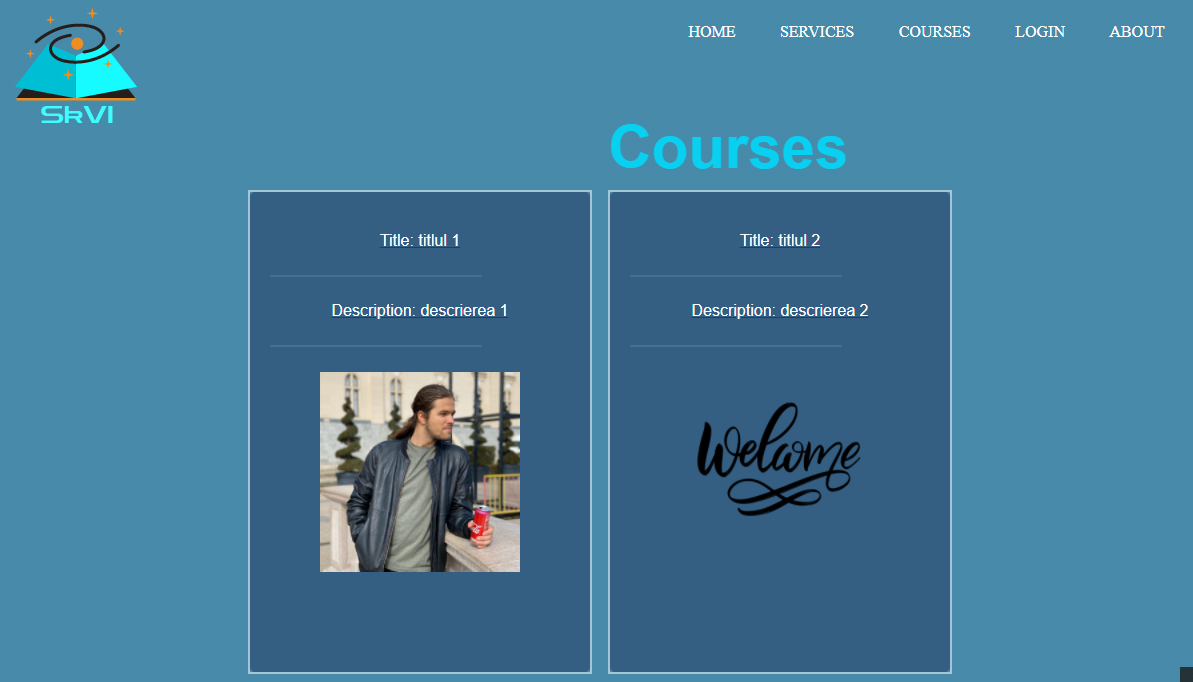 HOME SERVICES COURSES LOGIN ABOUT
SkVI
Courses
Title: titlul 1
Description: descrierea 1
Title: titlul 2
Description: descrierea 2
Welcome